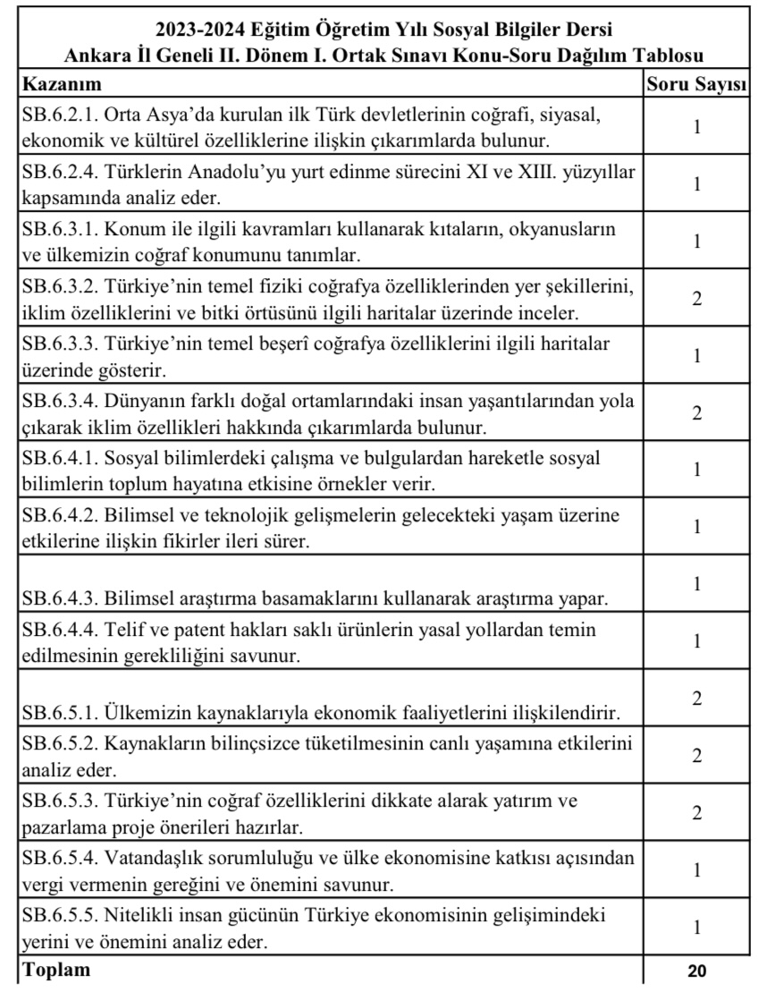 2023-2024 Eğitim Öğretim Yılı Sosyal Bilgiler Dersi
Ankara İl Geneli II. Dönem I. Ortak Sınavı Konu-Soru Dağılım Tablosu
Kazanım Soru Sayısı
SB.6.2.1. Orta Asya’da kurulan ilk Türk devletlerinin coğrafi, siyasal,
ekonomik ve kültürel özelliklerine ilişkin çıkarımlarda bulunur.
1
SB.6.2.4. Türklerin Anadolu’yu yurt edinme sürecini XI ve XIII. yüzyıllar
kapsamında analiz eder.
1
SB.6.3.1. Konum ile ilgili kavramları kullanarak kıtaların, okyanusların
ve ülkemizin coğraf konumunu tanımlar.
1
SB.6.3.2. Türkiye’nin temel fiziki coğrafya özelliklerinden yer şekillerini,
iklim özelliklerini ve bitki örtüsünü ilgili haritalar üzerinde inceler.
2
SB.6.3.3. Türkiye’nin temel beşerî coğrafya özelliklerini ilgili haritalar
üzerinde gösterir.
1
SB.6.3.4. Dünyanın farklı doğal ortamlarındaki insan yaşantılarından yola
çıkarak iklim özellikleri hakkında çıkarımlarda bulunur.
2
SB.6.4.1. Sosyal bilimlerdeki çalışma ve bulgulardan hareketle sosyal
bilimlerin toplum hayatına etkisine örnekler verir.
1
SB.6.4.2. Bilimsel ve teknolojik gelişmelerin gelecekteki yaşam üzerine
etkilerine ilişkin fikirler ileri sürer.
1
SB.6.4.3. Bilimsel araştırma basamaklarını kullanarak araştırma yapar.
1
SB.6.4.4. Telif ve patent hakları saklı ürünlerin yasal yollardan temin
edilmesinin gerekliliğini savunur.
1
SB.6.5.1. Ülkemizin kaynaklarıyla ekonomik faaliyetlerini ilişkilendirir.
2
SB.6.5.2. Kaynakların bilinçsizce tüketilmesinin canlı yaşamına etkilerini
analiz eder.
2
SB.6.5.3. Türkiye’nin coğraf özelliklerini dikkate alarak yatırım ve
pazarlama proje önerileri hazırlar.
2
SB.6.5.4. Vatandaşlık sorumluluğu ve ülke ekonomisine katkısı açısından
vergi vermenin gereğini ve önemini savunur.
1
SB.6.5.5. Nitelikli insan gücünün Türkiye ekonomisinin gelişimindeki
yerini ve önemini analiz eder.
1
Toplam 20